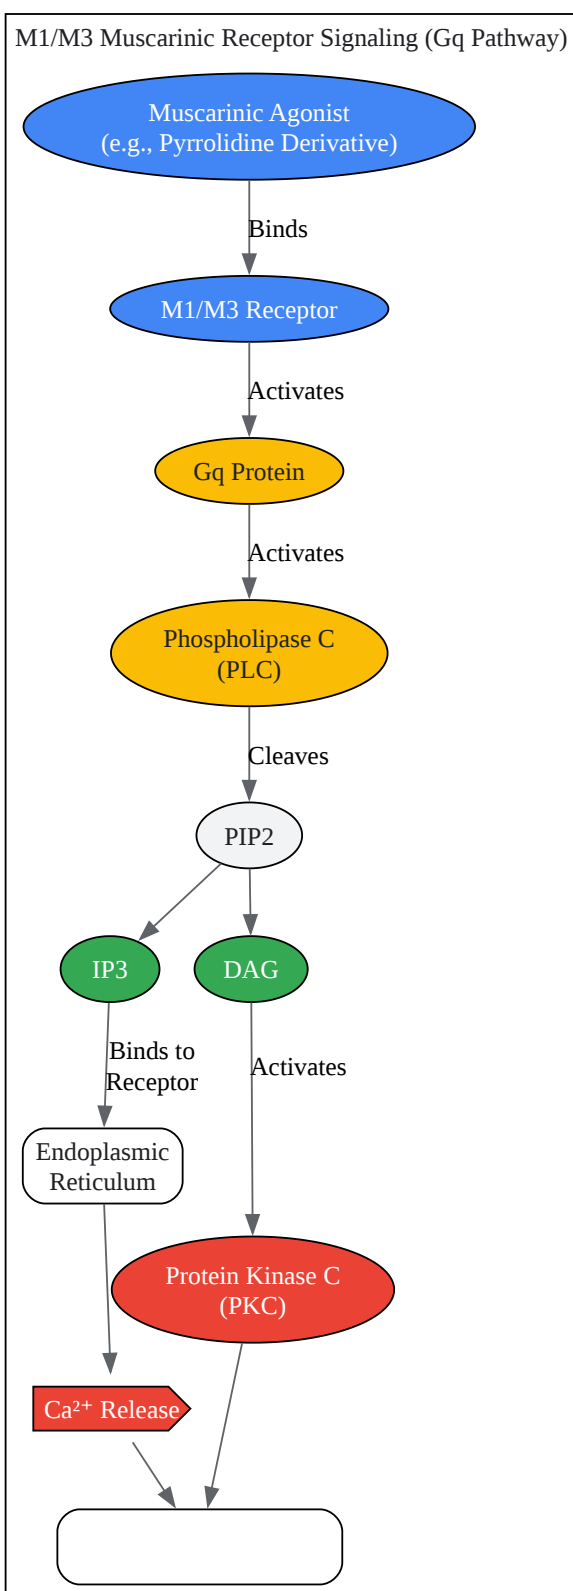 M1/M3 Muscarinic Receptor Signaling (Gq Pathway)
Muscarinic Agonist
(e.g., Pyrrolidine Derivative)
Binds
M1/M3 Receptor
Activates
Gq Protein
Activates
Phospholipase C
(PLC)
Cleaves
PIP2
IP3
DAG
Binds to
Receptor
Activates
Endoplasmic
Reticulum
Protein Kinase C
(PKC)
Ca²⁺ Release